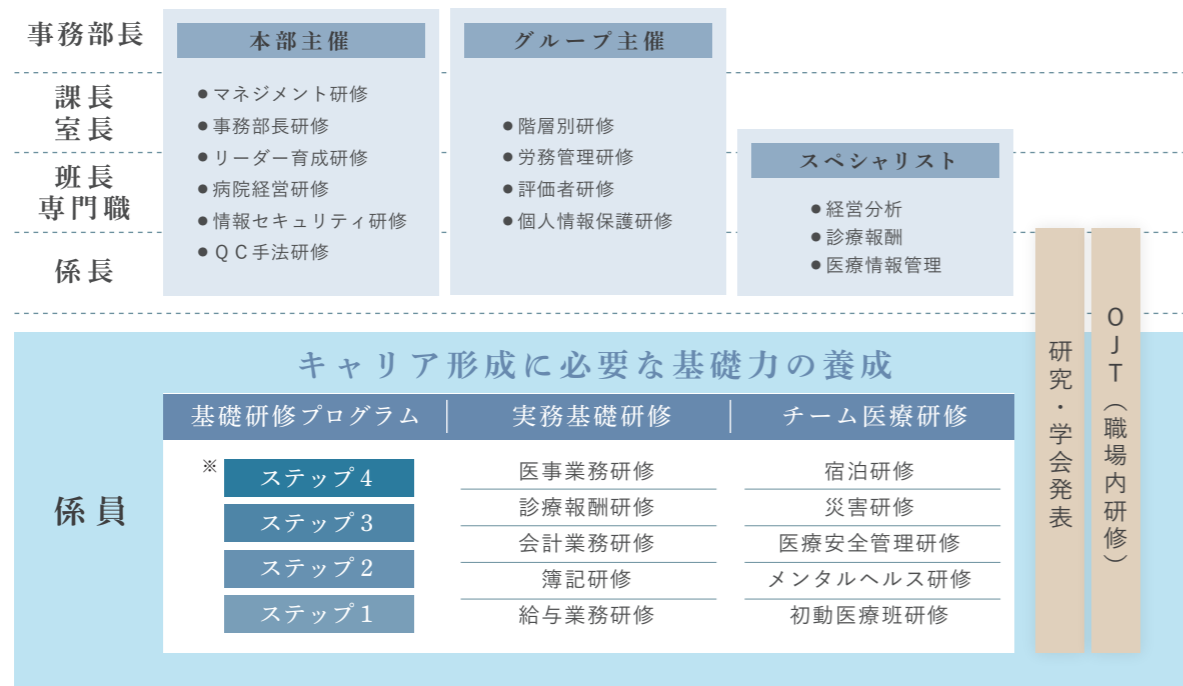 事務部長
課長
室長
班長
専門職
係長
本部主催
●マネジメント研修
●事務部長研修
●リーダー育成研修
●病院経営研修
●情報セキュリティ研修
●ＱＣ手法研修
グループ主催
●階層別研修
●労務管理研修
●評価者研修
●個人情報保護研修
スペシャリスト
●経営分析
●診療報酬
●医療情報管理
係員
キャリア形成に必要な基礎力の養成
基礎研修プログラム
※
ステップ４
ステップ３
ステップ２
ステップ１
実務基礎研修
医事業務研修
診療報酬研修
会計業務研修
簿記研修
給与業務研修
チーム医療研修
宿泊研修
災害研修
医療安全管理研修
メンタルヘルス研修
初動医療班研修
研究・学会発表
ＯＪＴ（職場内研修）